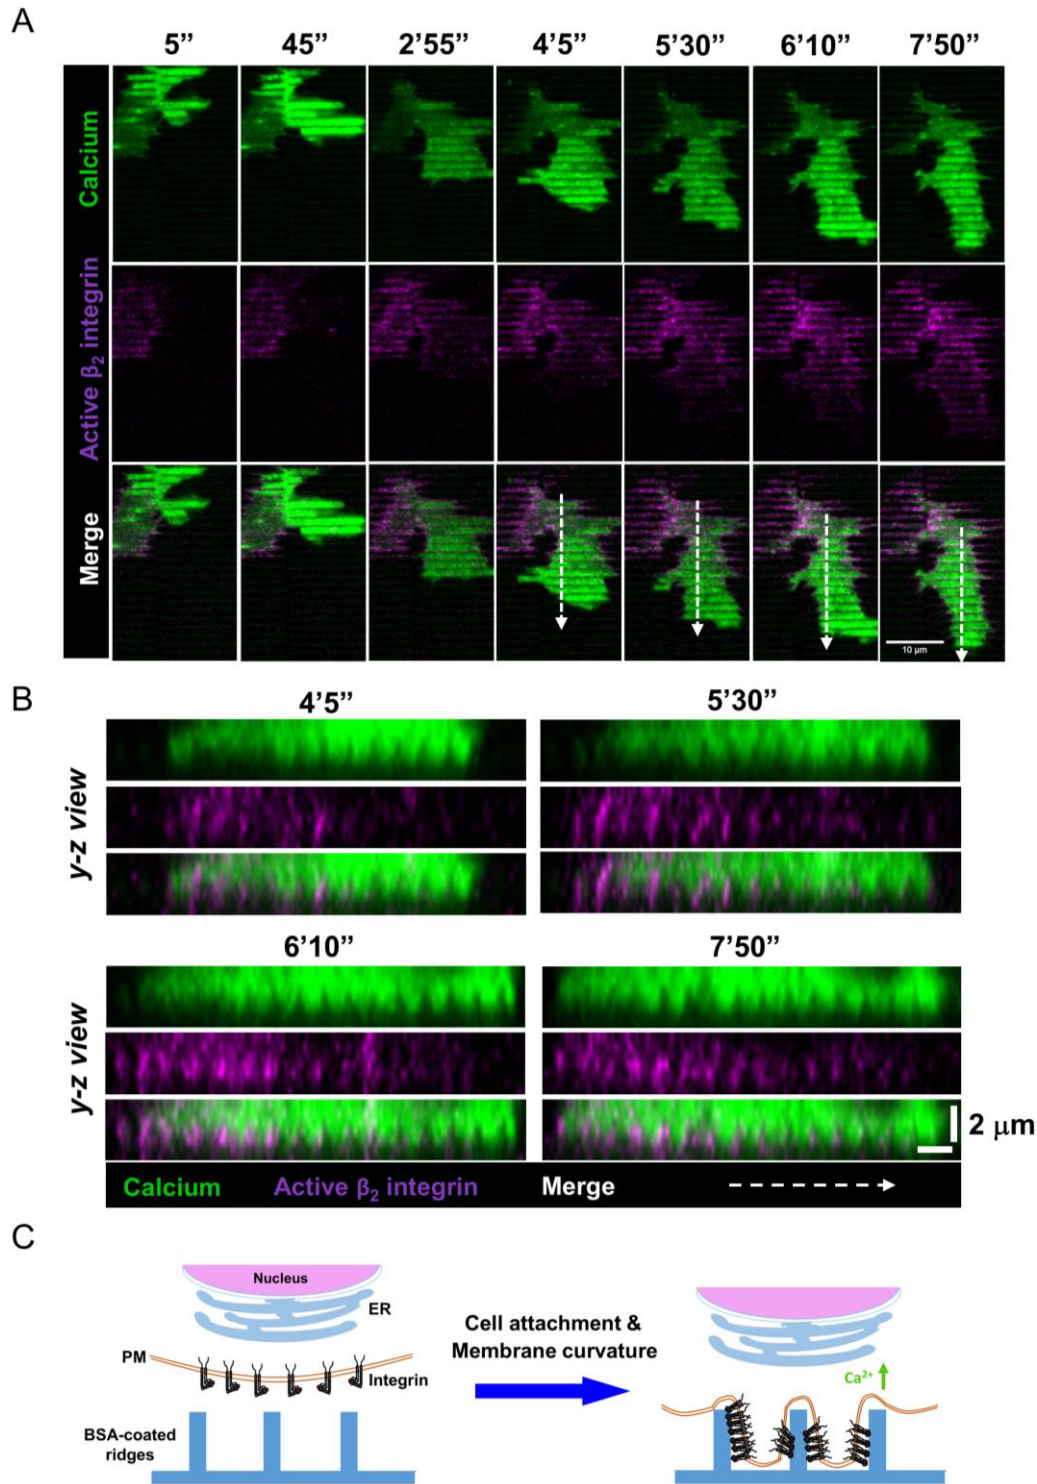 A
5’’ 45’’ 2’55’’ 4’5’’ 5’30’’ 6’10’’ 7’50’’
Calcium
Active β₂ integrin
Merge
10 µm
B
4’5’’ 5’30’’
y-z view
6’10’’ 7’50’’
y-z view
2 µm
Calcium Active β₂ integrin Merge
C
Nucleus
ER
PM
Integrin
BSA-coated
ridges
Cell attachment &
Membrane curvature
Ca²⁺